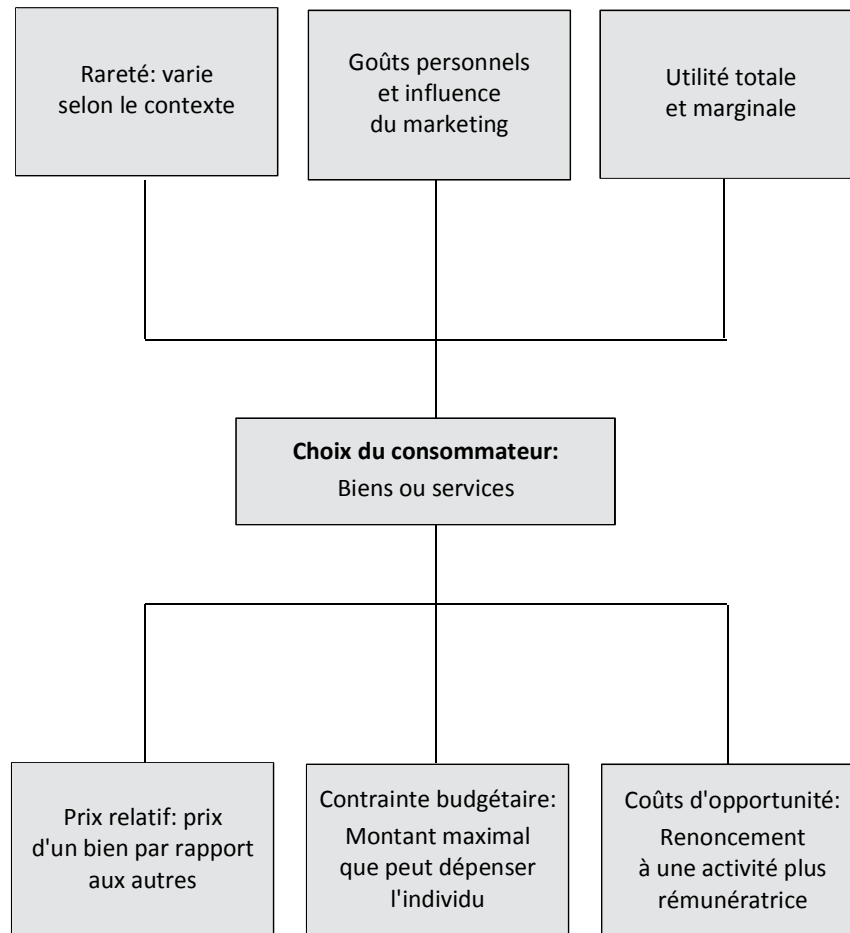 Rareté: varie
selon le contexte
Goûts personnels
et influence
du marketing
Utilité totale
et marginale
Choix du consommateur:
Biens ou services
Prix relatif: prix
d'un bien par rapport
aux autres
Contrainte budgétaire:
Montant maximal
que peut dépenser
l'individu
Coûts d'opportunité:
Renoncement
à une activité plus
rémunératrice